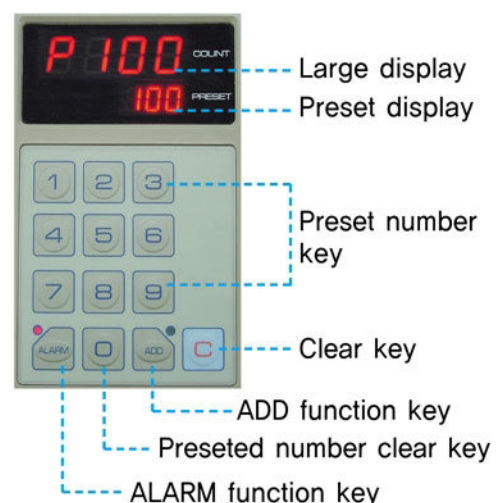 P100 COUNT
100 PRESET
Large display
Preset display
1 2 3
4 5 6
Preset number
key
7 8 9
ALARM 0 ADD C
Clear key
ADD function key
Preseted number clear key
ALARM function key